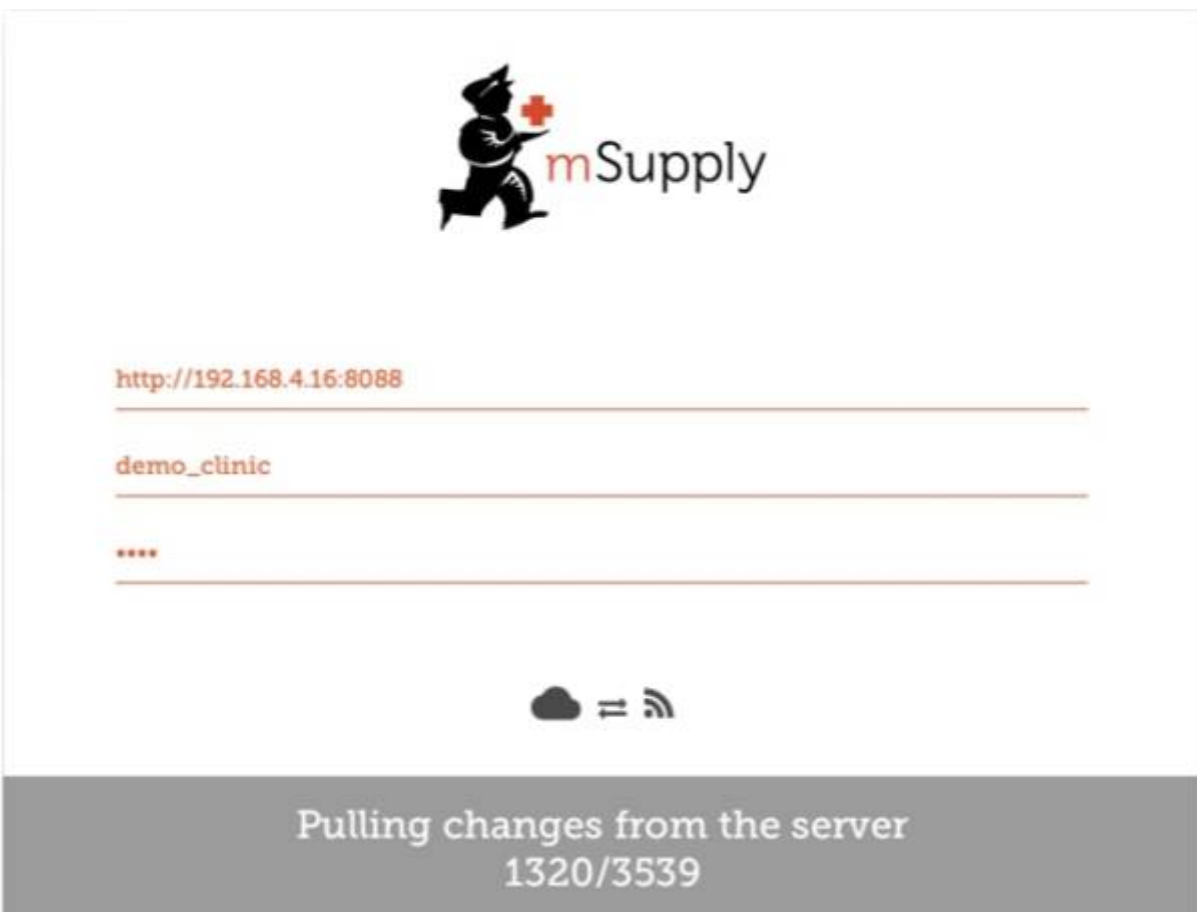 mSupply
http://192.168.4.16:8088
demo_clinic
••••
Pulling changes from the server
1320/3539